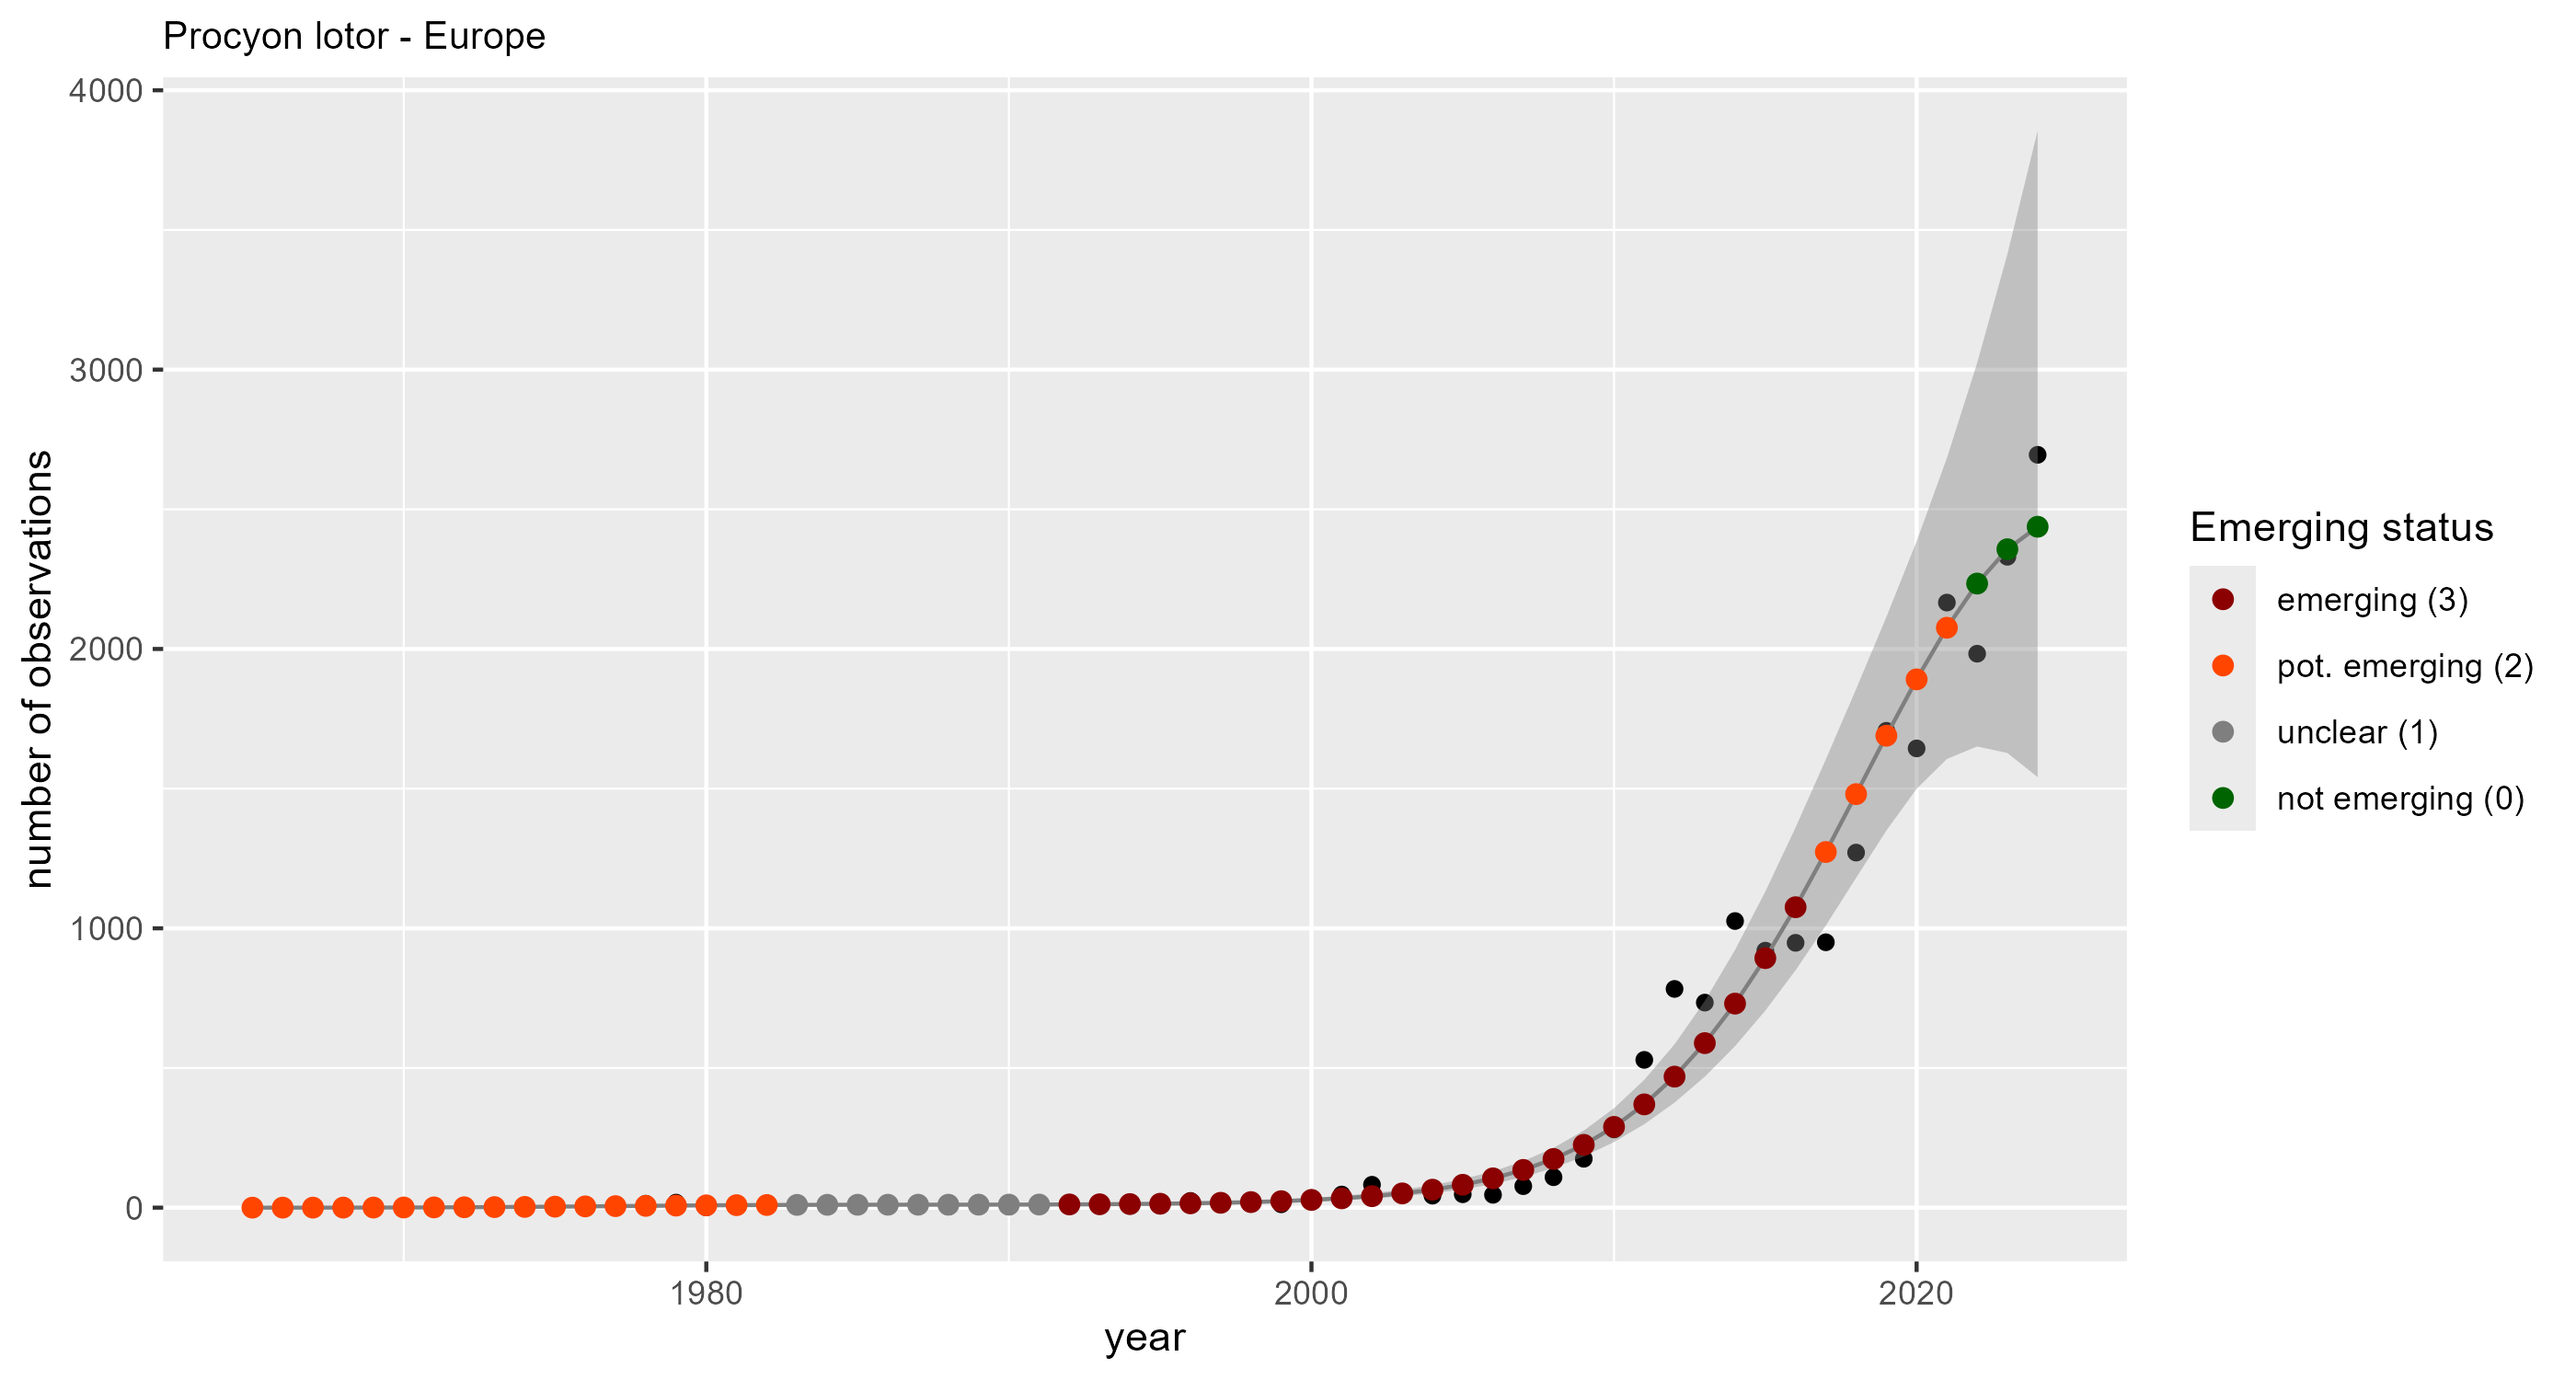 Procyon lotor - Europe
4000
3000
2000
1000
0
number of observations
1980
2000
2020
year
Emerging status
emerging (3)
pot. emerging (2)
unclear (1)
not emerging (0)